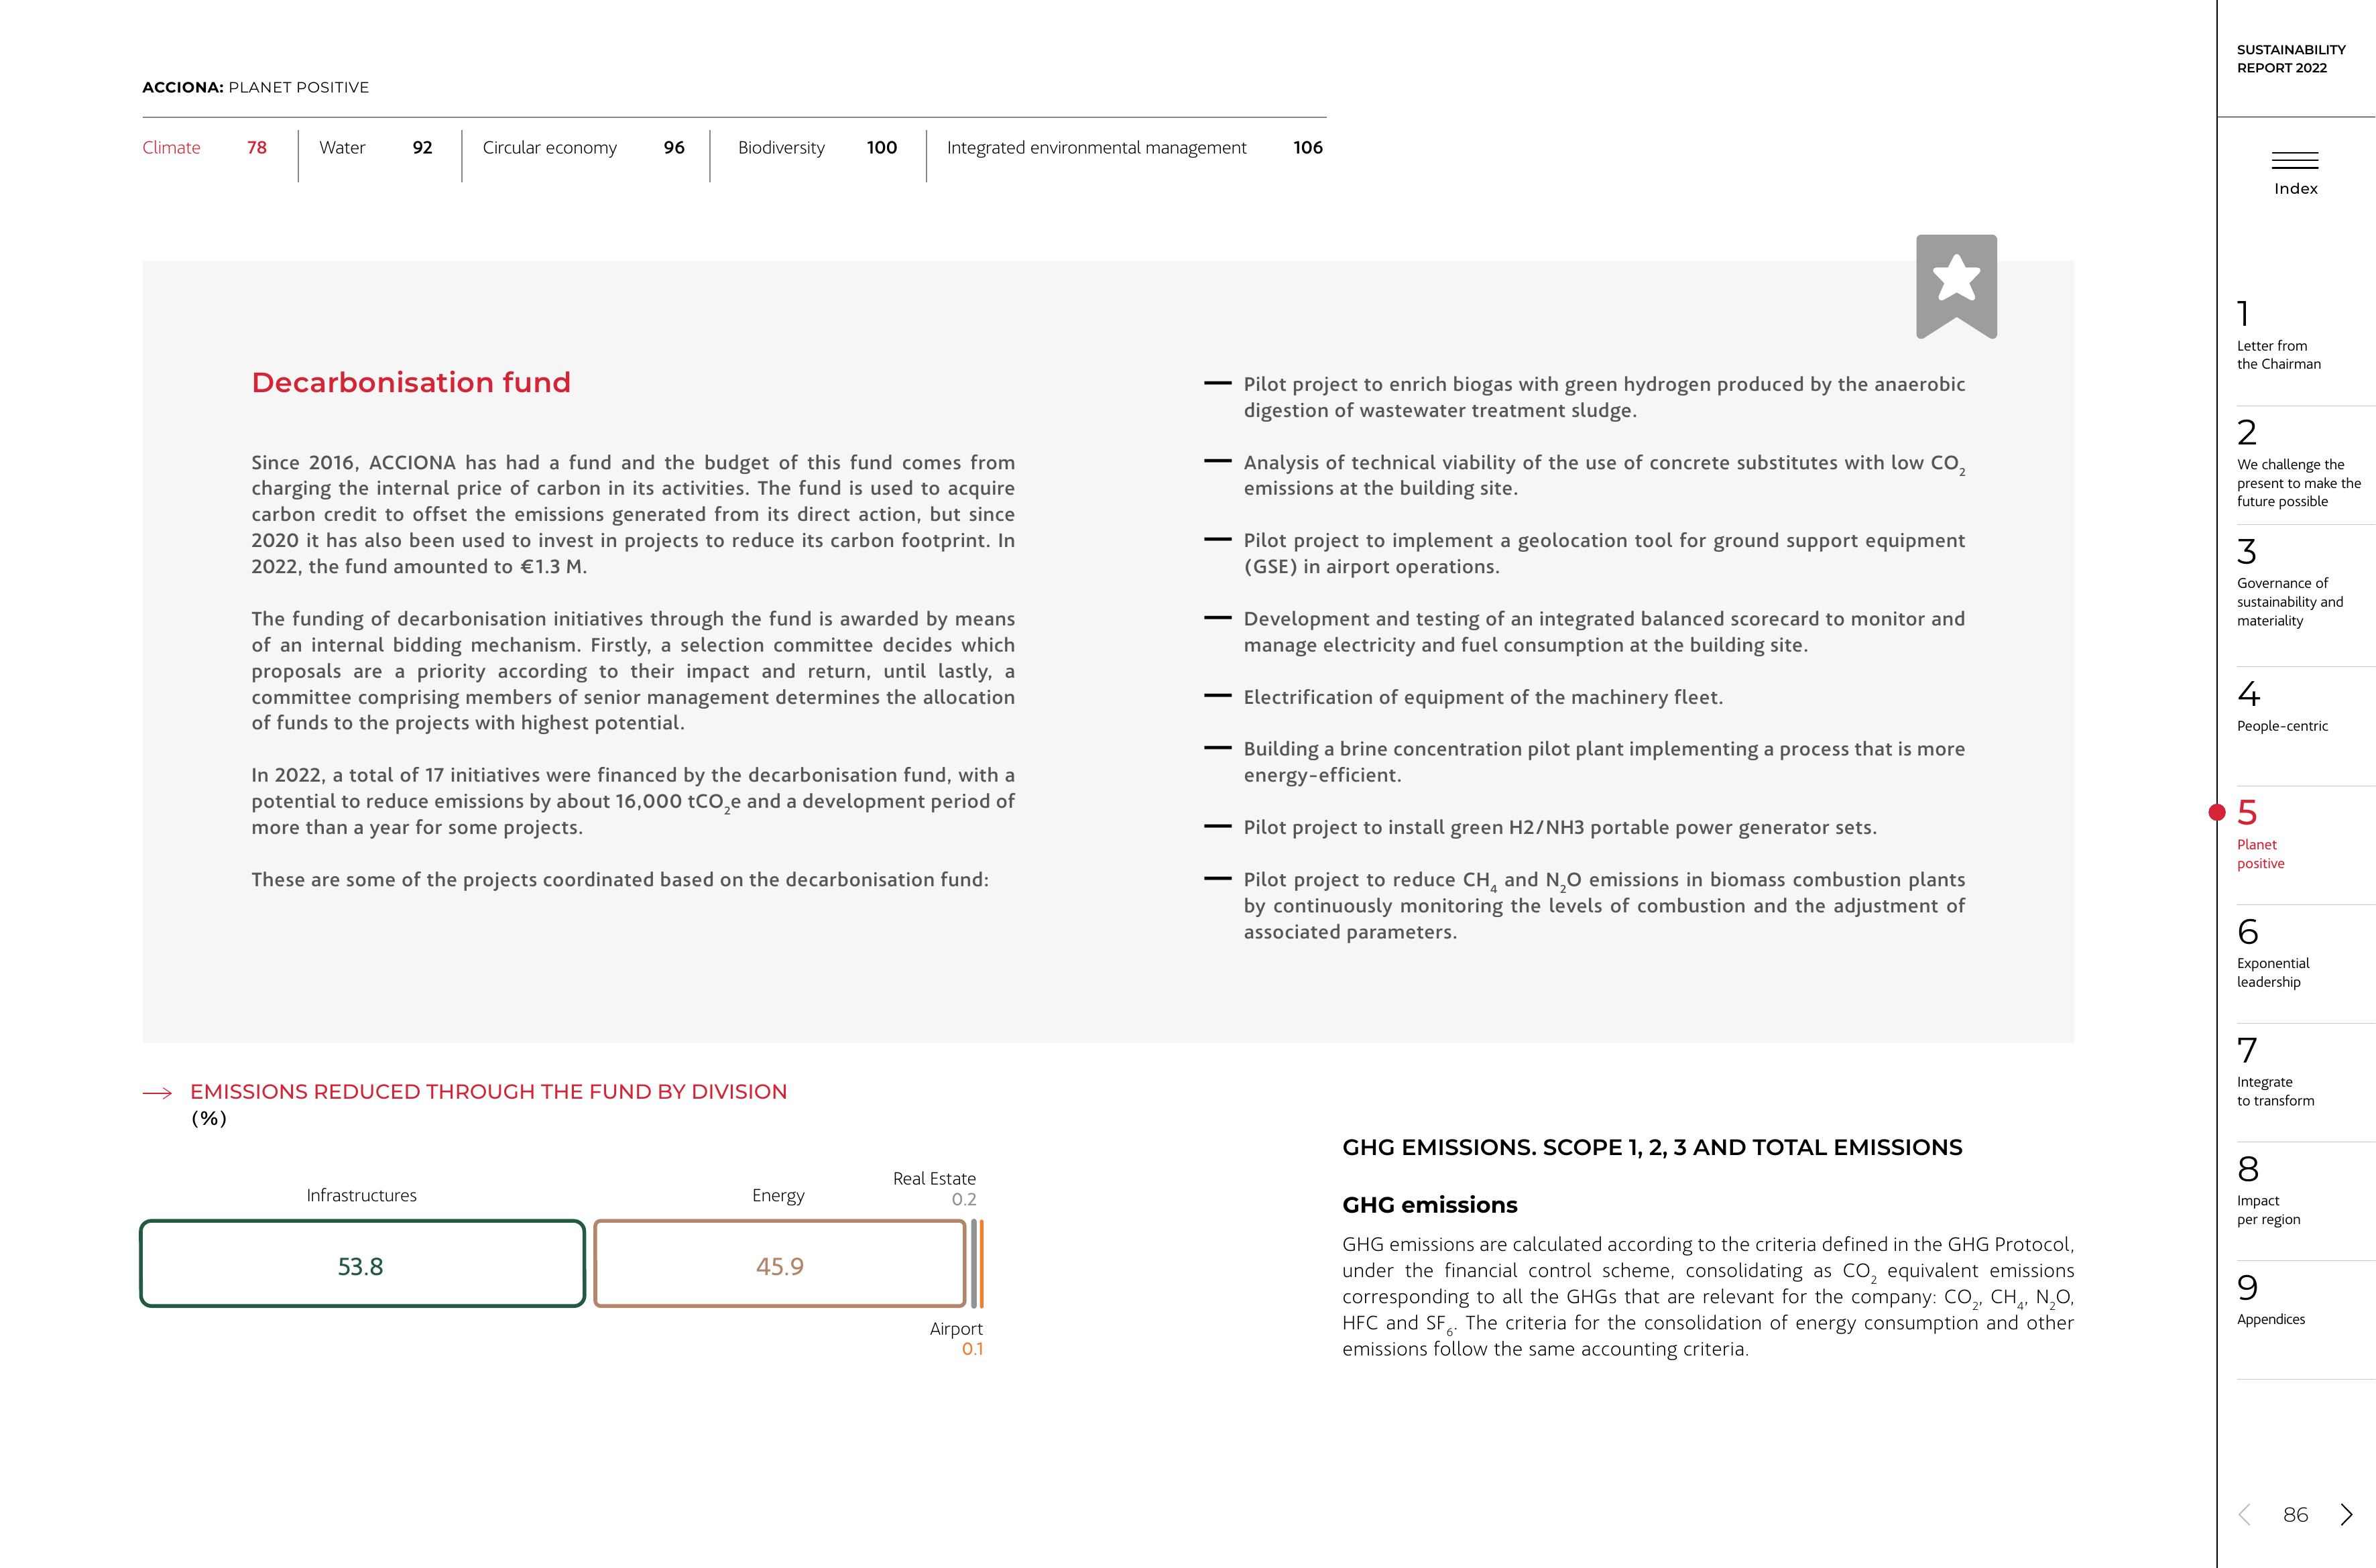 ACCIONA: PLANET POSITIVE
Climate 78
Water 92
Circular economy 96
Biodiversity 100
Integrated environmental management 106
Decarbonisation fund
Since 2016, ACCIONA has had a fund and the budget of this fund comes from
charging the internal price of carbon in its activities. The fund is used to acquire
carbon credit to offset the emissions generated from its direct action, but since
2020 it has also been used to invest in projects to reduce its carbon footprint. In
2022, the fund amounted to €1.3 M.
The funding of decarbonisation initiatives through the fund is awarded by means
of an internal bidding mechanism. Firstly, a selection committee decides which
proposals are a priority according to their impact and return, until lastly, a
committee comprising members of senior management determines the allocation
of funds to the projects with highest potential.
In 2022, a total of 17 initiatives were financed by the decarbonisation fund, with a
potential to reduce emissions by about 16,000 tCO₂e and a development period of
more than a year for some projects.
These are some of the projects coordinated based on the decarbonisation fund:
— Pilot project to enrich biogas with green hydrogen produced by the anaerobic
digestion of wastewater treatment sludge.
— Analysis of technical viability of the use of concrete substitutes with low CO₂
emissions at the building site.
— Pilot project to implement a geolocation tool for ground support equipment
(GSE) in airport operations.
— Development and testing of an integrated balanced scorecard to monitor and
manage electricity and fuel consumption at the building site.
— Electrification of equipment of the machinery fleet.
— Building a brine concentration pilot plant implementing a process that is more
energy-efficient.
— Pilot project to install green H2/NH3 portable power generator sets.
— Pilot project to reduce CH₄ and N₂O emissions in biomass combustion plants
by continuously monitoring the levels of combustion and the adjustment of
associated parameters.
EMISSIONS REDUCED THROUGH THE FUND BY DIVISION
(%)
Infrastructures
53.8
Energy
45.9
Real Estate
0.2
Airport
0.1
GHG EMISSIONS. SCOPE 1, 2, 3 AND TOTAL EMISSIONS
GHG emissions
GHG emissions are calculated according to the criteria defined in the GHG Protocol,
under the financial control scheme, consolidating as CO₂ equivalent emissions
corresponding to all the GHGs that are relevant for the company: CO₂, CH₄, N₂O,
HFC and SF₆. The criteria for the consolidation of energy consumption and other
emissions follow the same accounting criteria.
SUSTAINABILITY
REPORT 2022
Index
1
Letter from
the Chairman
2
We challenge the
present to make the
future possible
3
Governance of
sustainability and
materiality
4
People-centric
5
Planet
positive
6
Exponential
leadership
7
Integrate
to transform
8
Impact
per region
9
Appendices
86